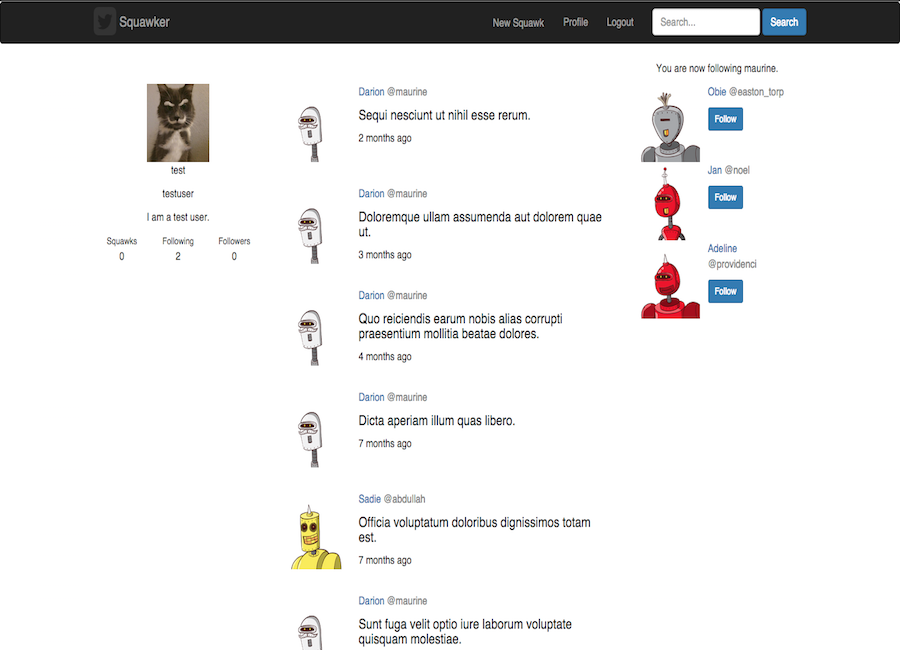 Squawker
New Squawk Profile Logout Search... Search
test
testuser
I am a test user.
Squawks Following Followers
0 2 0
Darion @maurine
Sequi nesciunt ut nihil esse rerum.
2 months ago
Darion @maurine
Doloremque ullam assumenda aut dolorem quae
ut.
3 months ago
Darion @maurine
Quo reiciendis earum nobis alias corrupti
praesentium mollitia beatae dolores.
4 months ago
Darion @maurine
Dicta aperiam illum quas libero.
7 months ago
Sadie @abdullah
Officia voluptatum doloribus dignissimos totam
est.
7 months ago
Darion @maurine
Sunt fuga velit optio iure laborum voluptate
quisquam molestiae.
You are now following maurine.
Obie @easton_torp
Follow
Jan @noel
Follow
Adeline
@providenci
Follow